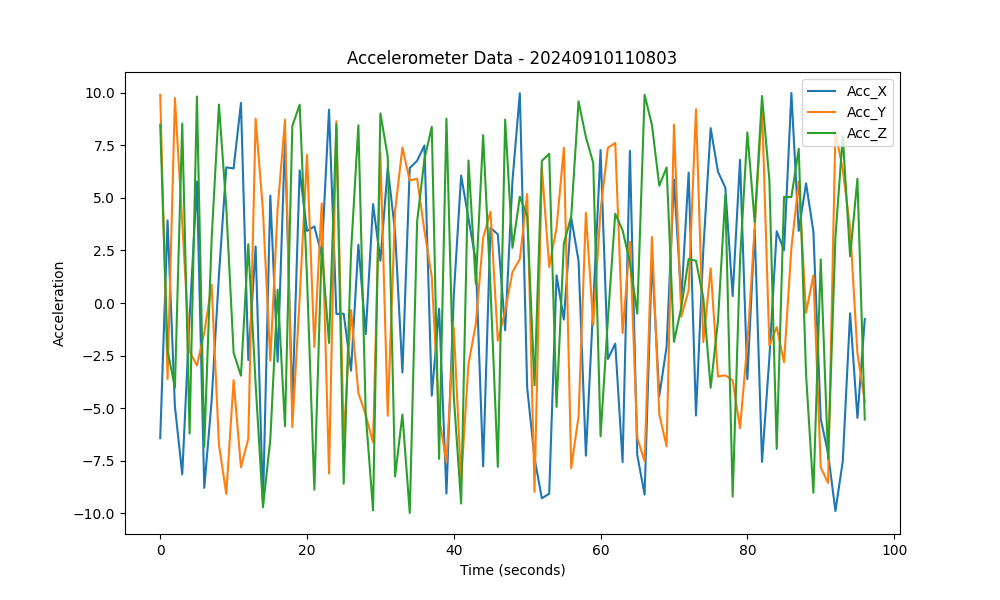 Accelerometer Data - 20240910110803
Acc_X
Acc_Y
Acc_Z
10.0
7.5
5.0
2.5
0.0
−2.5
−5.0
−7.5
−10.0
Acceleration
0 20 40 60 80 100
Time (seconds)